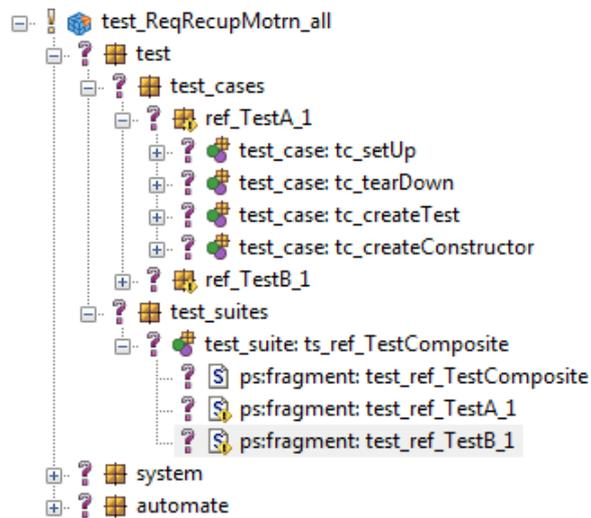 test_ReqRecupMotrn_all
test
test_cases
ref_TestA_1
test_case: tc_setUp
test_case: tc_tearDown
test_case: tc_createTest
test_case: tc_createConstructor
ref_TestB_1
test_suites
test_suite: ts_ref_TestComposite
ps:fragment: test_ref_TestComposite
ps:fragment: test_ref_TestA_1
ps:fragment: test_ref_TestB_1
system
automate